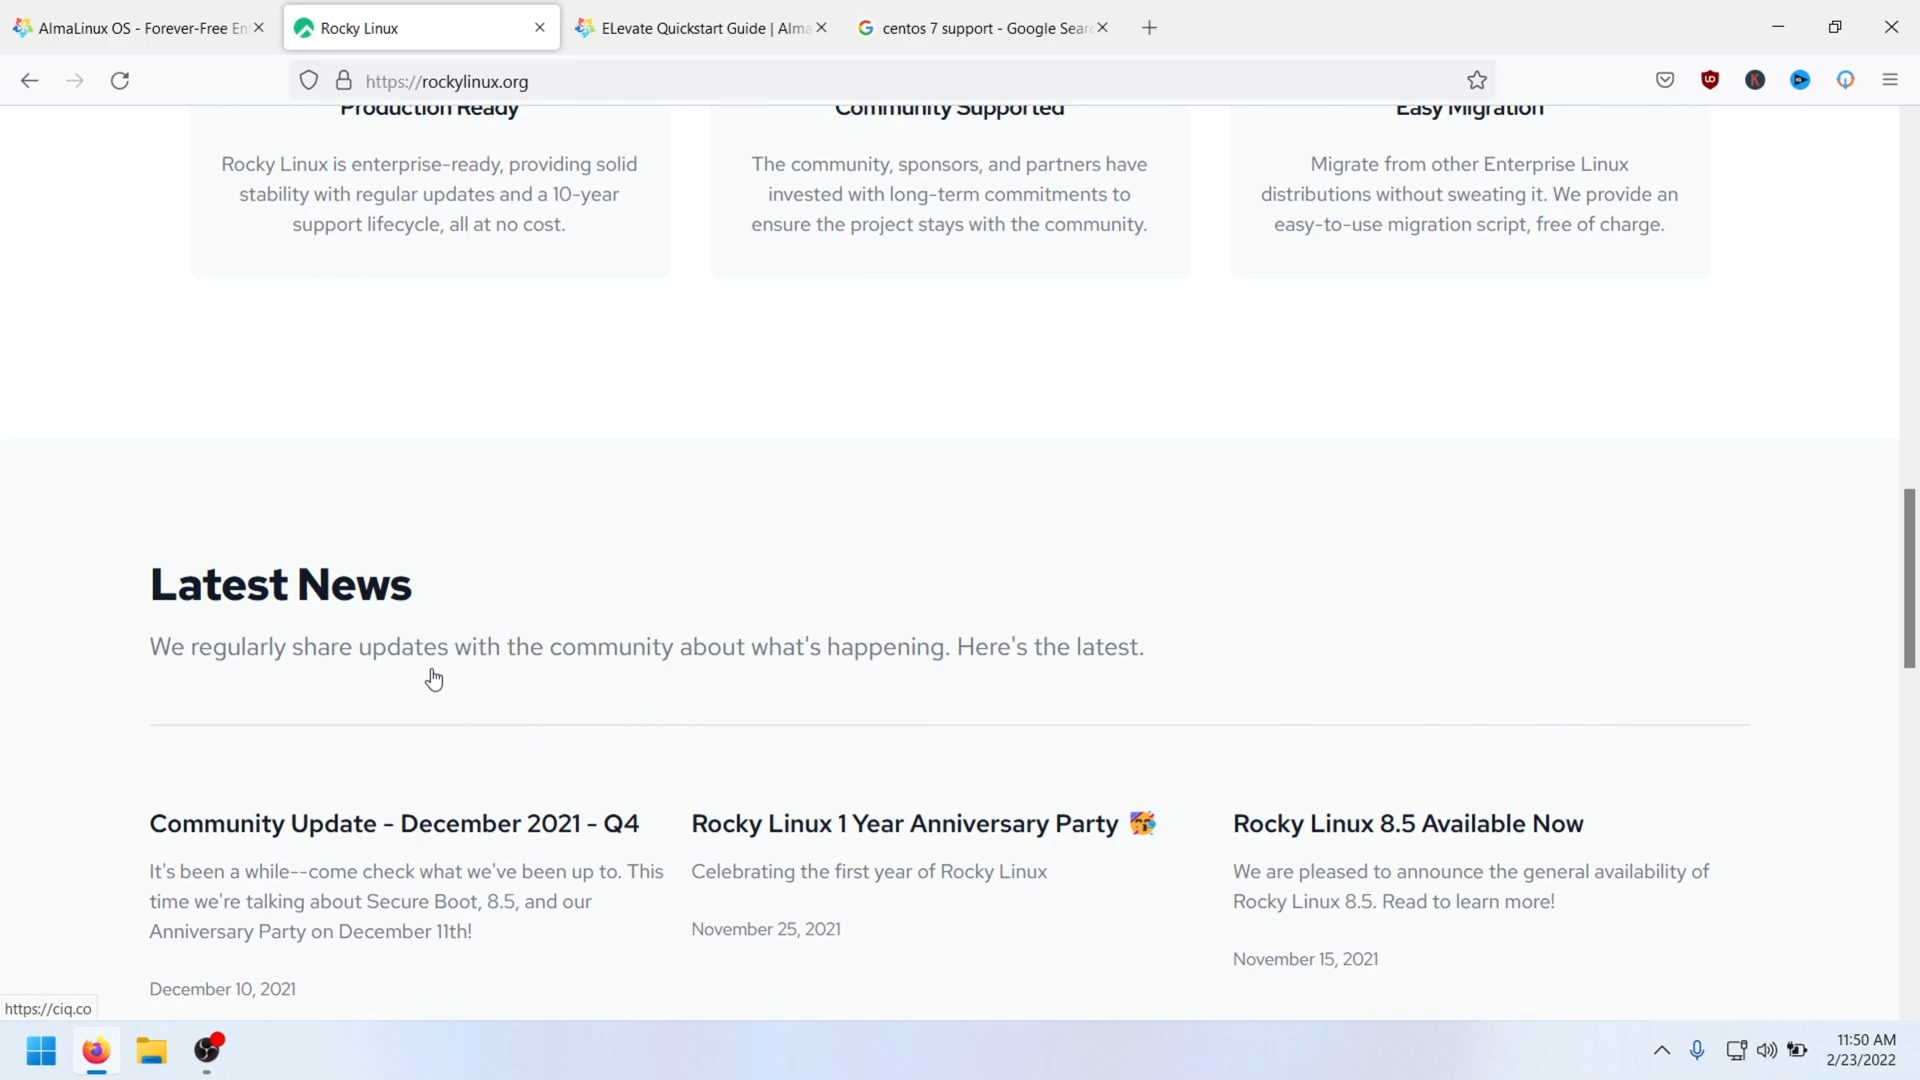 AlmaLinux OS - Forever-Free En
Rocky Linux
ELevate Quickstart Guide | Alma
centos 7 support - Google Searc
https://rockylinux.org
Production Ready
Rocky Linux is enterprise-ready, providing solid
stability with regular updates and a 10-year
support lifecycle, all at no cost.
Community Supported
The community, sponsors, and partners have
invested with long-term commitments to
ensure the project stays with the community.
Easy Migration
Migrate from other Enterprise Linux
distributions without sweating it. We provide an
easy-to-use migration script, free of charge.
Latest News
We regularly share updates with the community about what's happening. Here's the latest.
Community Update - December 2021 - Q4
It's been a while--come check what we've been up to. This
time we're talking about Secure Boot, 8.5, and our
Anniversary Party on December 11th!
December 10, 2021
Rocky Linux 1 Year Anniversary Party 🥳
Celebrating the first year of Rocky Linux
November 25, 2021
Rocky Linux 8.5 Available Now
We are pleased to announce the general availability of
Rocky Linux 8.5. Read to learn more!
November 15, 2021
https://ciq.co
11:50 AM
2/23/2022